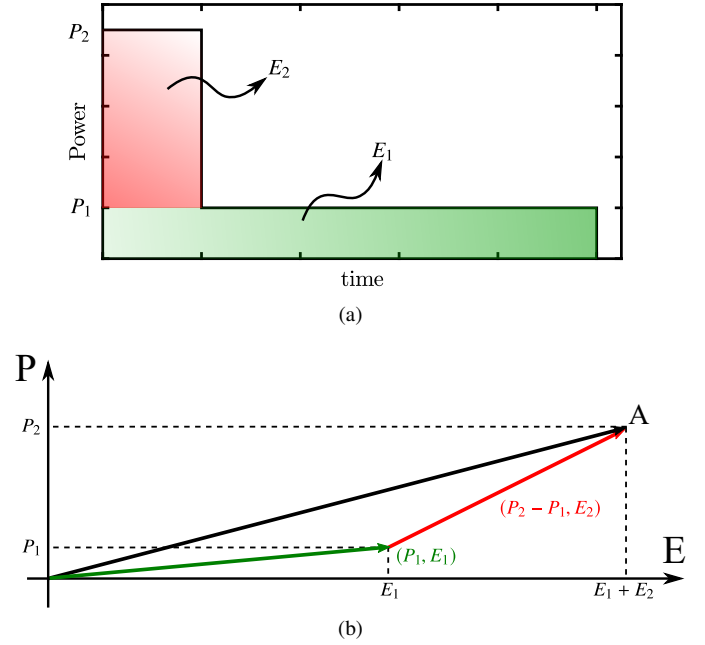 P₂
E₂
Power
E₁
P₁
time
(a)
P
A
P₂
(P₂ − P₁, E₂)
P₁
(P₁, E₁)
E
E₁
E₁ + E₂
(b)